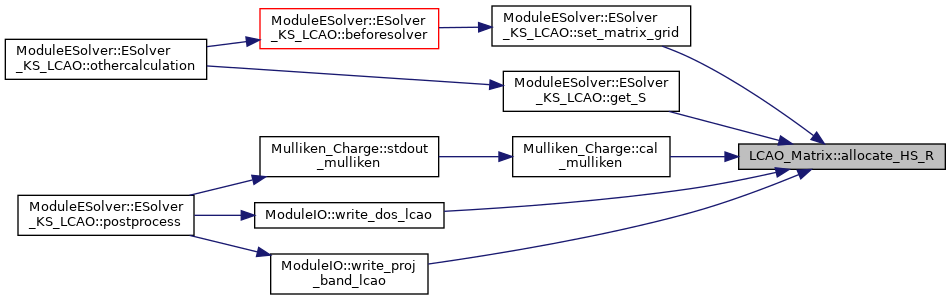 ModuleESolver::ESolver
_KS_LCAO::othercalculation
ModuleESolver::ESolver
_KS_LCAO::beforesolver
ModuleESolver::ESolver
_KS_LCAO::set_matrix_grid
ModuleESolver::ESolver
_KS_LCAO::get_S
Mulliken_Charge::stdout
_mulliken
Mulliken_Charge::cal
_mulliken
LCAO_Matrix::allocate_HS_R
ModuleESolver::ESolver
_KS_LCAO::postprocess
ModuleIO::write_dos_lcao
ModuleIO::write_proj
_band_lcao